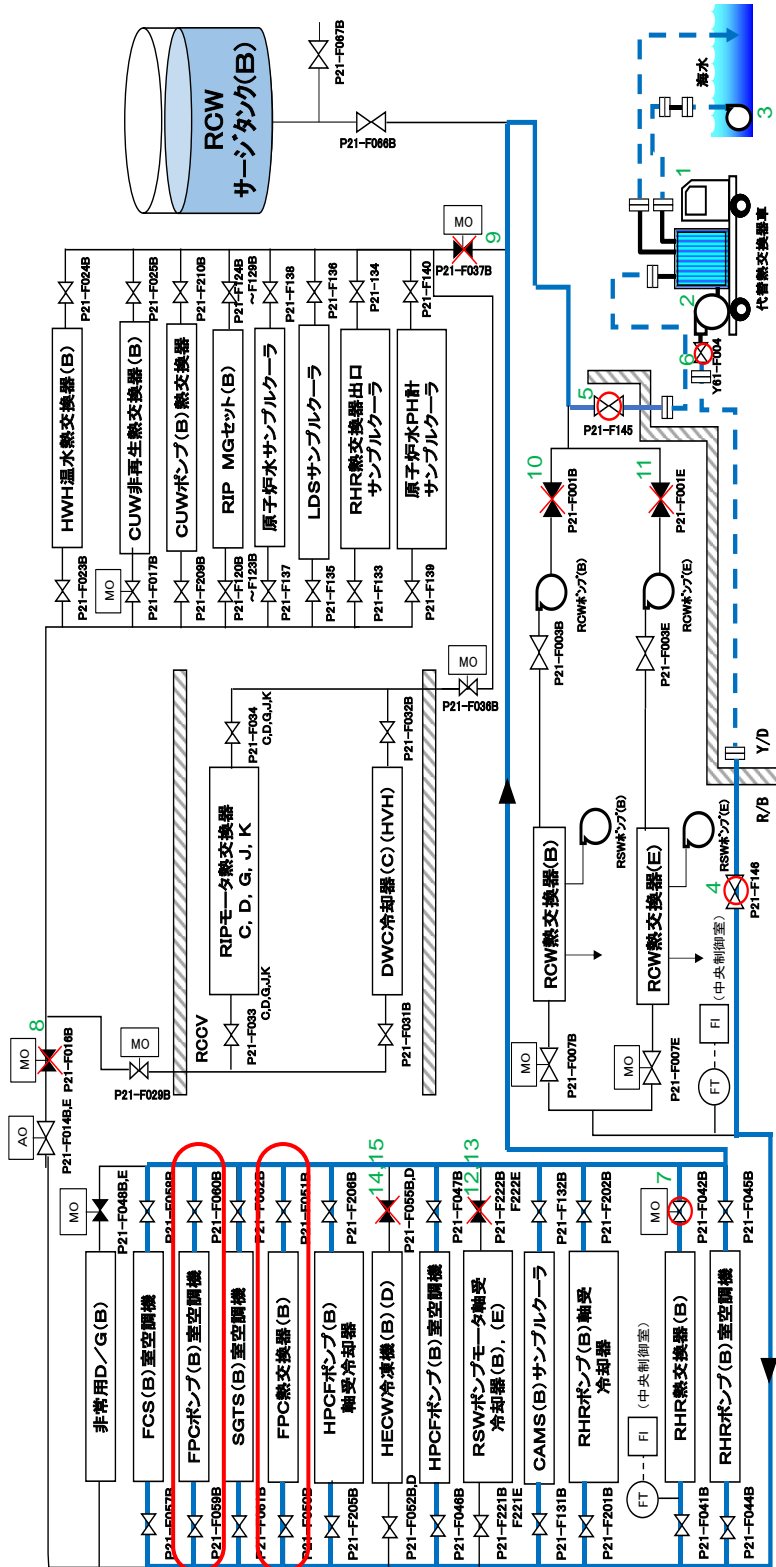 RCW
サージタンク(B)
P21-F067B
P21-F066B
海水
3
1
2
代替熱交換器車
6
Y61-F004
5
P21-F145
MO
9
P21-F037B
P21-F024B
P21-F025B
P21-F210B
P21-F124B
~F129B
P21-F138
P21-F136
P21-134
P21-F140
HWH温水熱交換器(B)
CUW非再生熱交換器(B)
CUWポンプ(B)熱交換器
RIP MGセット(B)
原子炉水サンプルクーラ
LDSサンプルクーラ
RHR熱交換器出口
サンプルクーラ
原子炉水PH計
サンプルクーラ
P21-F023B
MO
P21-F017B
P21-F209B
P21-F120B
~F123B
P21-F137
P21-F135
P21-F133
P21-F139
10
P21-F001B
11
P21-F001E
RCWポンプ(B)
RCWポンプ(E)
P21-F003B
P21-F003E
MO
P21-F036B
P21-F034
C,D,G,J,K
P21-F032B
RIPモータ熱交換器
C, D, G, J, K
DWC冷却器(C)(HVH)
P21-F033
C,D,G,J,K
P21-F031B
RCCV
RSWポンプ(B)
RSWポンプ(E)
RCW熱交換器(B)
RCW熱交換器(E)
MO
P21-F007B
MO
P21-F007E
Y/D
R/B
4
P21-F146
(中央制御室)
FI
FT
8
MO
P21-F016B
MO
P21-F029B
AO
P21-F014B,E
MO
P21-F048B,E
P21-F058B
P21-F060B
P21-F062B
P21-F051B
P21-F206B
14,15
P21-F055B,D
P21-F047B
12,13
P21-F222B
F222E
P21-F132B
P21-F202B
7
MO
P21-F042B
P21-F045B
非常用D/G(B)
FCS(B)室空調機
FPCポンプ(B)室空調機
SGTS(B)室空調機
FPC熱交換器(B)
HPCFポンプ(B)
軸受冷却器
HECW冷凍機(B)(D)
HPCFポンプ(B)室空調機
RSWポンプモータ軸受
冷却器(B),(E)
CAMS(B)サンプルクーラ
RHRポンプ(B)軸受
冷却器
RHR熱交換器(B)
RHRポンプ(B)室空調機
(中央制御室)
FI
FT
P21-F057B
P21-F059B
P21-F061B
P21-F050B
P21-F205B
P21-F052B,D
P21-F046B
P21-F221B
F221E
P21-F131B
P21-F201B
P21-F041B
P21-F044B